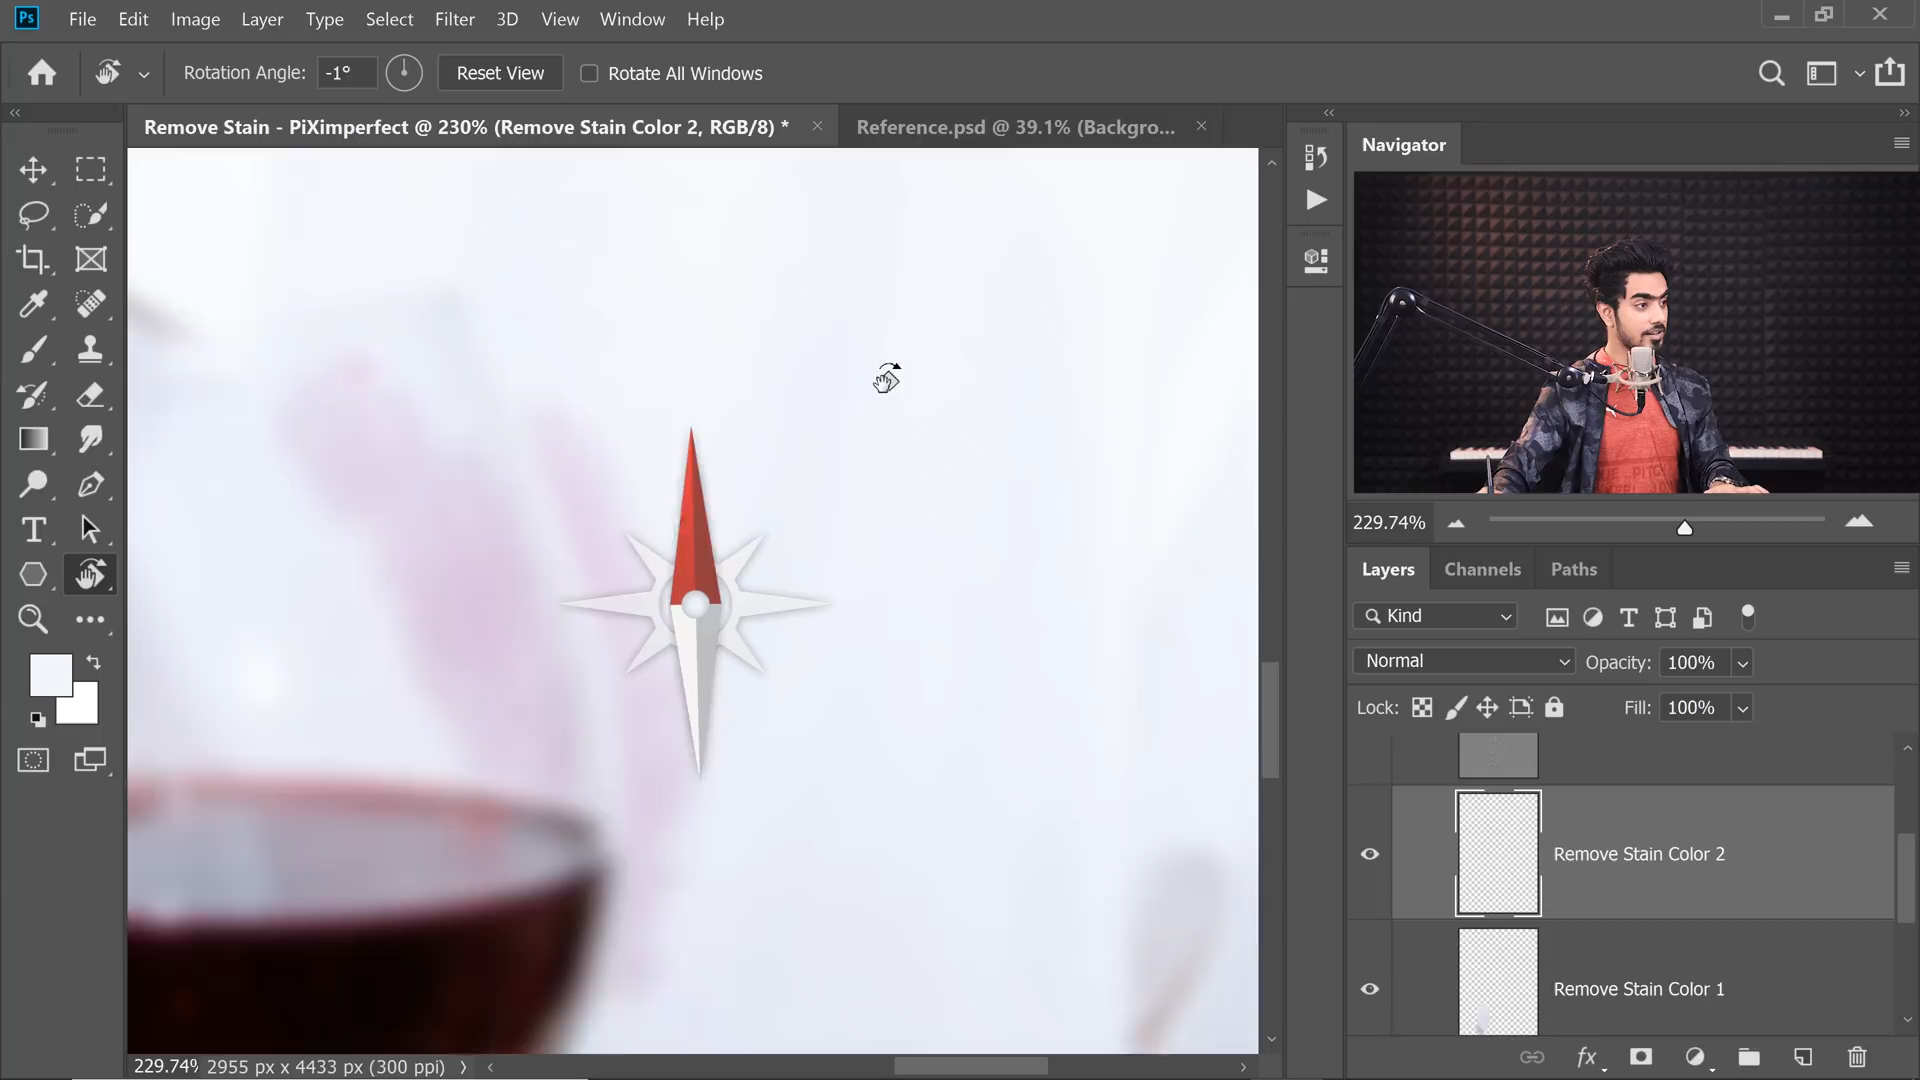 Ps File Edit Image Layer Type Select Filter 3D View Window Help
Rotation Angle: -1° Reset View Rotate All Windows
Remove Stain - PiXimperfect @ 230% (Remove Stain Color 2, RGB/8) *
Reference.psd @ 39.1% (Backgro...
Navigator
229.74%
Layers Channels Paths
Kind
Normal Opacity: 100%
Lock: Fill: 100%
Remove Stain Color 2
Remove Stain Color 1
229.74% 2955 px x 4433 px (300 ppi)
fx